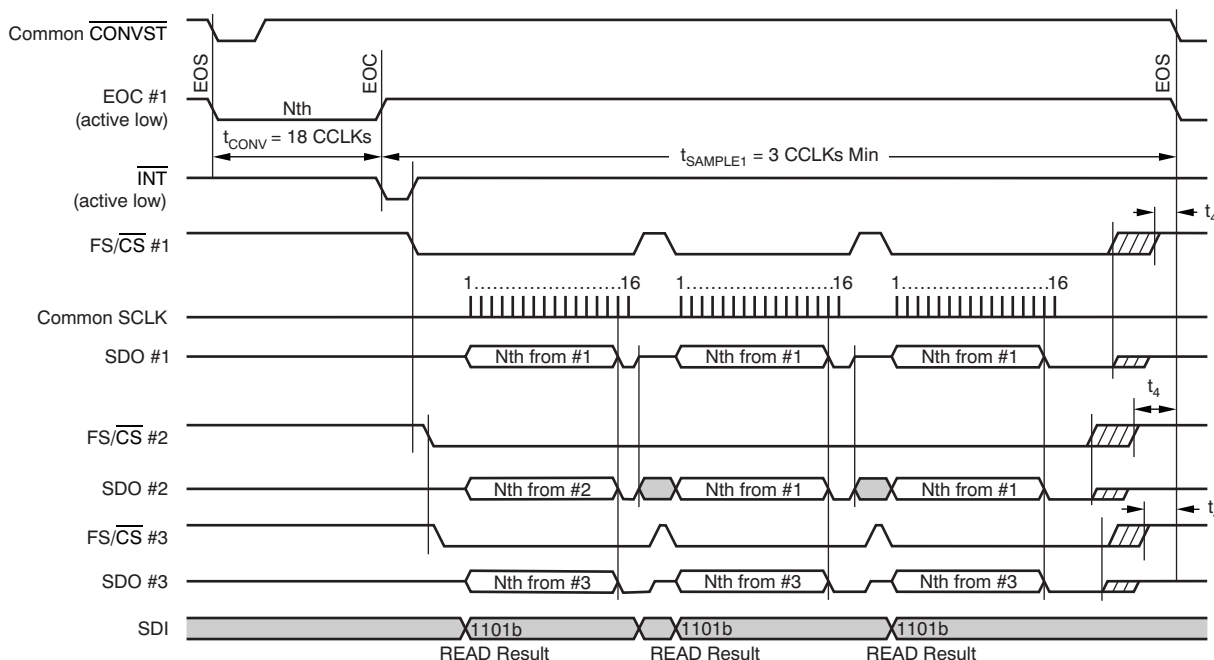 Common CONVST
EOS
EOC
EOS
EOC #1
(active low)
Nth
tCONV = 18 CCLKs
tSAMPLE1 = 3 CCLKs Min
INT
(active low)
t4
FS/CS #1
1.......................16 1.......................16 1.......................16
Common SCLK
SDO #1 Nth from #1 Nth from #1 Nth from #1
t4
FS/CS #2
SDO #2 Nth from #2 Nth from #1 Nth from #1
FS/CS #3
SDO #3 Nth from #3 Nth from #3 Nth from #3
SDI 1101b 1101b 1101b
READ Result READ Result READ Result